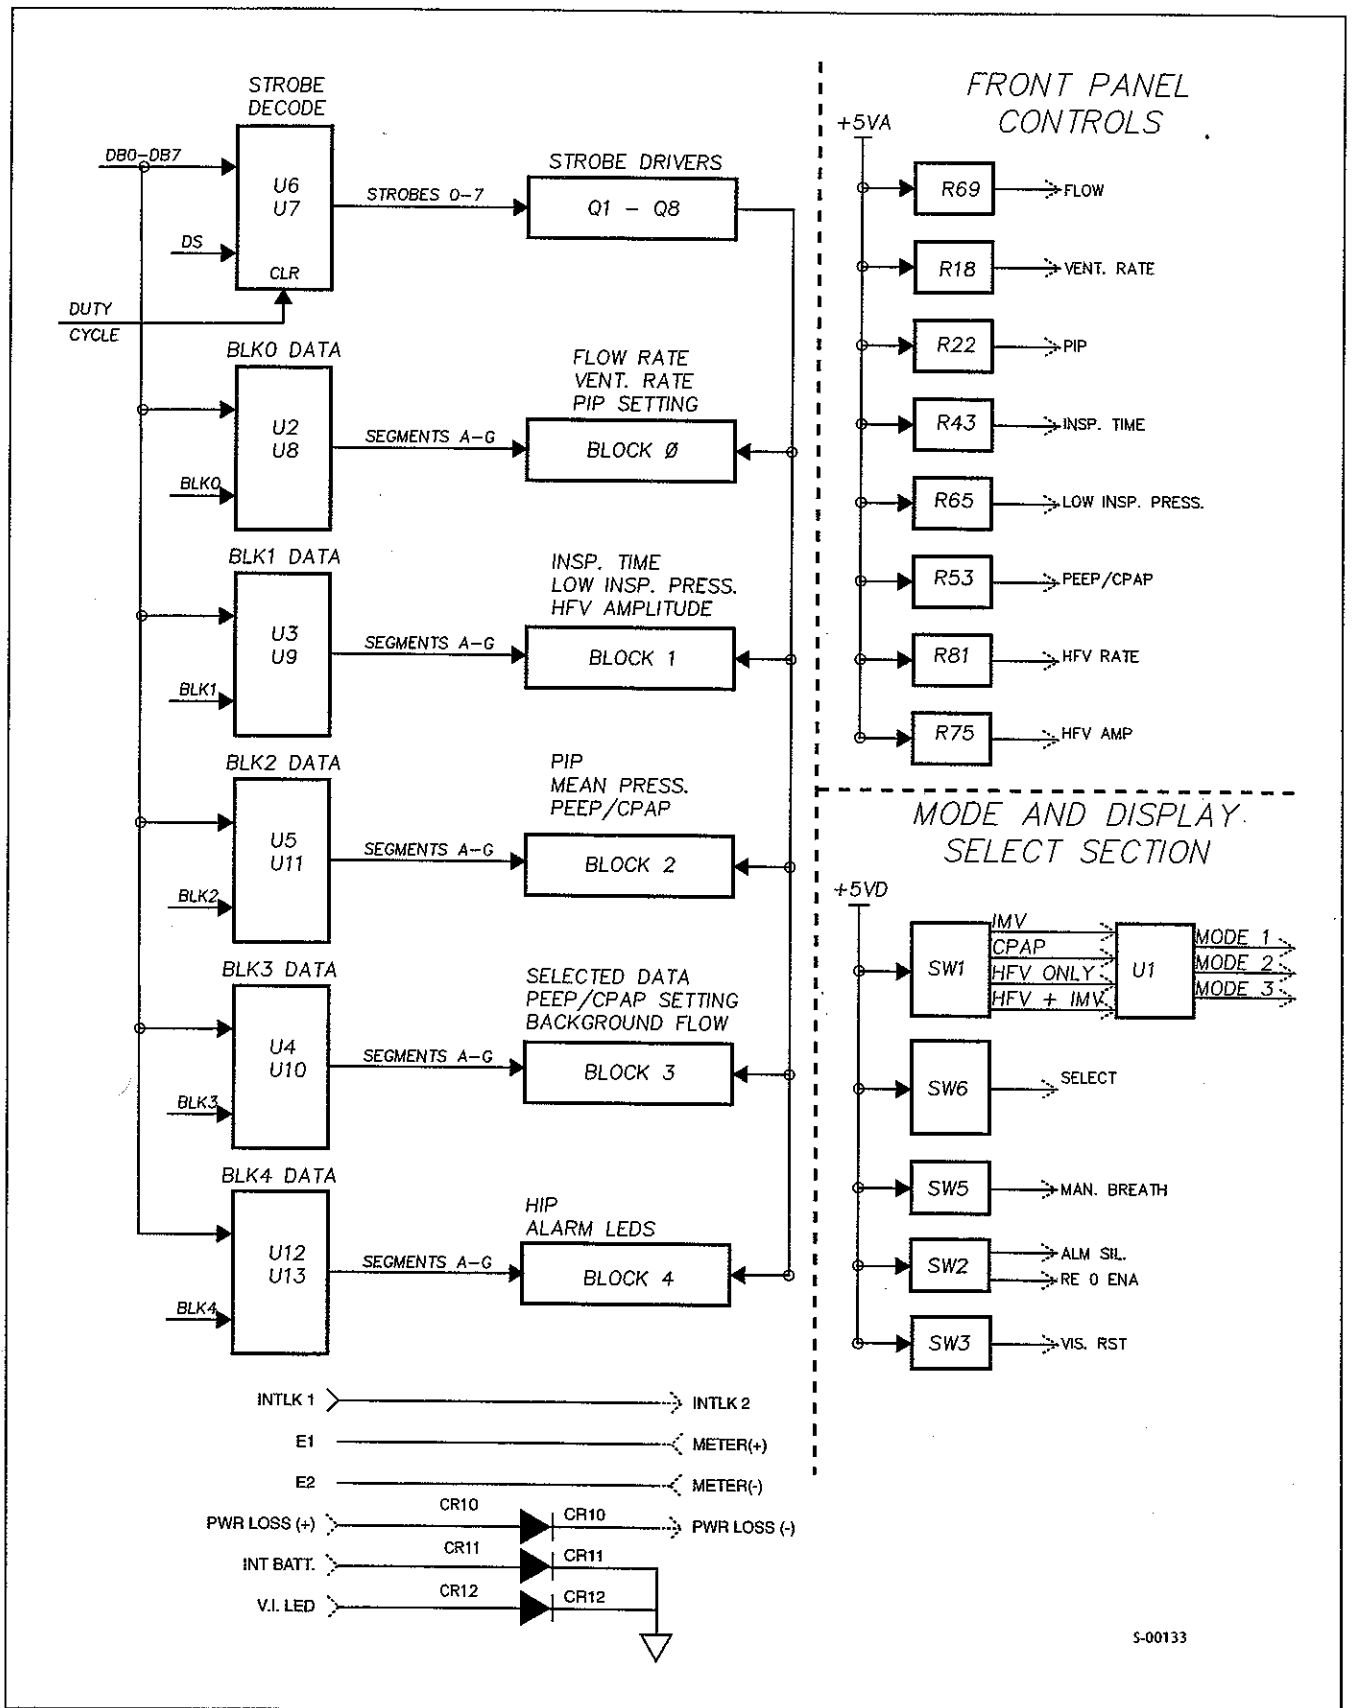 STROBE
DECODE
DB0-DB7
U6
U7
DS
CLR
DUTY
CYCLE
STROBES 0-7
STROBE DRIVERS
Q1 - Q8
BLK0 DATA
U2
U8
BLK0
SEGMENTS A-G
FLOW RATE
VENT. RATE
PIP SETTING
BLOCK Ø
BLK1 DATA
U3
U9
BLK1
SEGMENTS A-G
INSP. TIME
LOW INSP. PRESS.
HFV AMPLITUDE
BLOCK 1
BLK2 DATA
U5
U11
BLK2
SEGMENTS A-G
PIP
MEAN PRESS.
PEEP/CPAP
BLOCK 2
BLK3 DATA
U4
U10
BLK3
SEGMENTS A-G
SELECTED DATA
PEEP/CPAP SETTING
BACKGROUND FLOW
BLOCK 3
BLK4 DATA
U12
U13
BLK4
SEGMENTS A-G
HIP
ALARM LEDS
BLOCK 4
INTLK 1 INTLK 2
E1 METER(+)
E2 METER(-)
PWR LOSS (+) CR10 CR10 PWR LOSS (-)
INT BATT. CR11 CR11
V.I. LED CR12 CR12
FRONT PANEL
CONTROLS
+5VA
R69 FLOW
R18 VENT. RATE
R22 PIP
R43 INSP. TIME
R65 LOW INSP. PRESS.
R53 PEEP/CPAP
R81 HFV RATE
R75 HFV AMP
MODE AND DISPLAY
SELECT SECTION
+5VD
SW1
IMV
CPAP
HFV ONLY
HFV + IMV
U1
MODE 1
MODE 2
MODE 3
SW6 SELECT
SW5 MAN. BREATH
SW2
ALM SIL.
RE O ENA
SW3 VIS. RST
S-00133